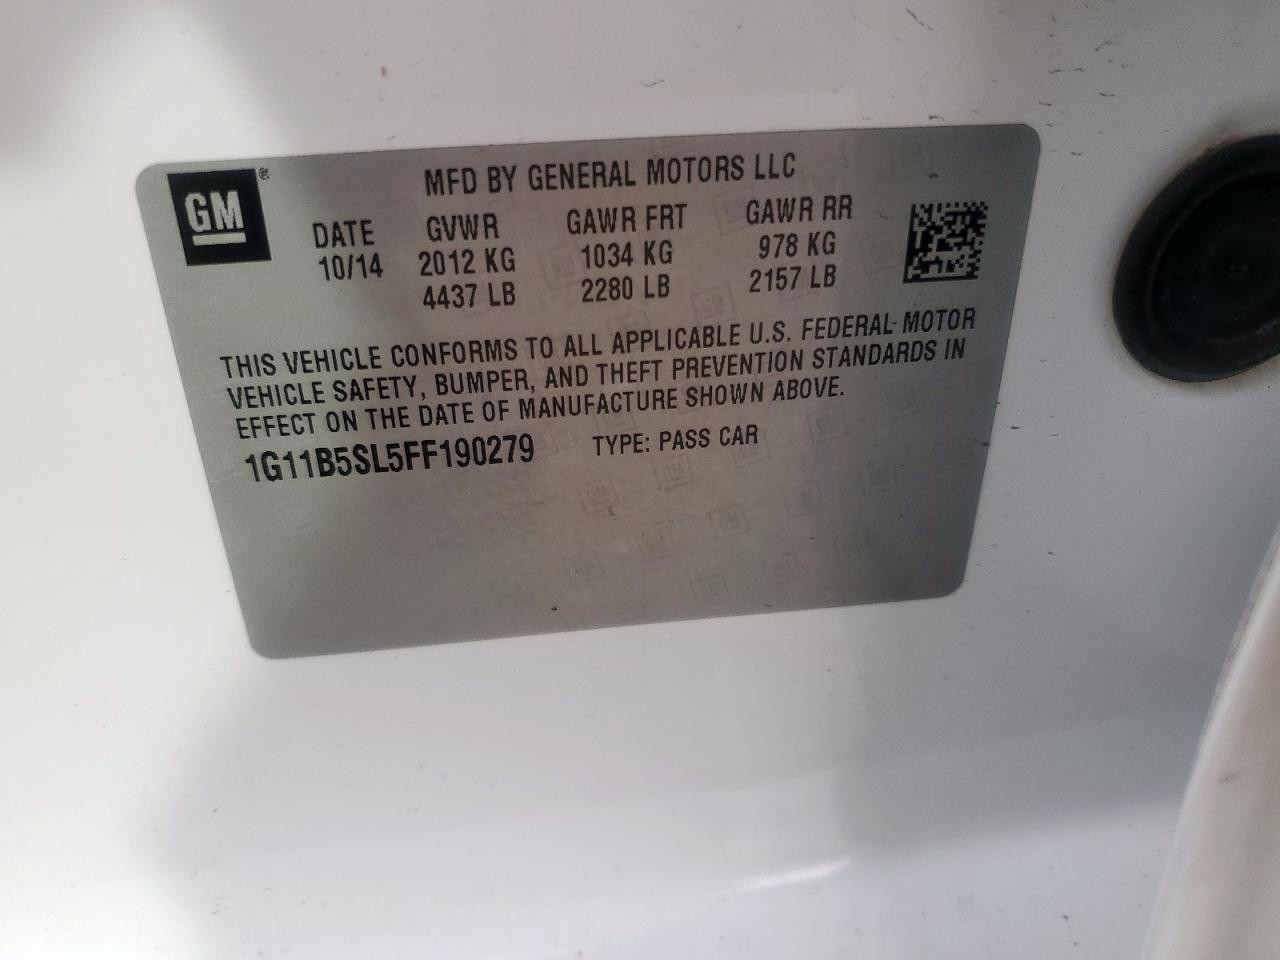 GM®
MFD BY GENERAL MOTORS LLC
DATE GVWR GAWR FRT GAWR RR
10/14 2012 KG 1034 KG 978 KG
4437 LB 2280 LB 2157 LB
THIS VEHICLE CONFORMS TO ALL APPLICABLE U.S. FEDERAL MOTOR
VEHICLE SAFETY, BUMPER, AND THEFT PREVENTION STANDARDS IN
EFFECT ON THE DATE OF MANUFACTURE SHOWN ABOVE.
1G11B5SL5FF190279 TYPE: PASS CAR